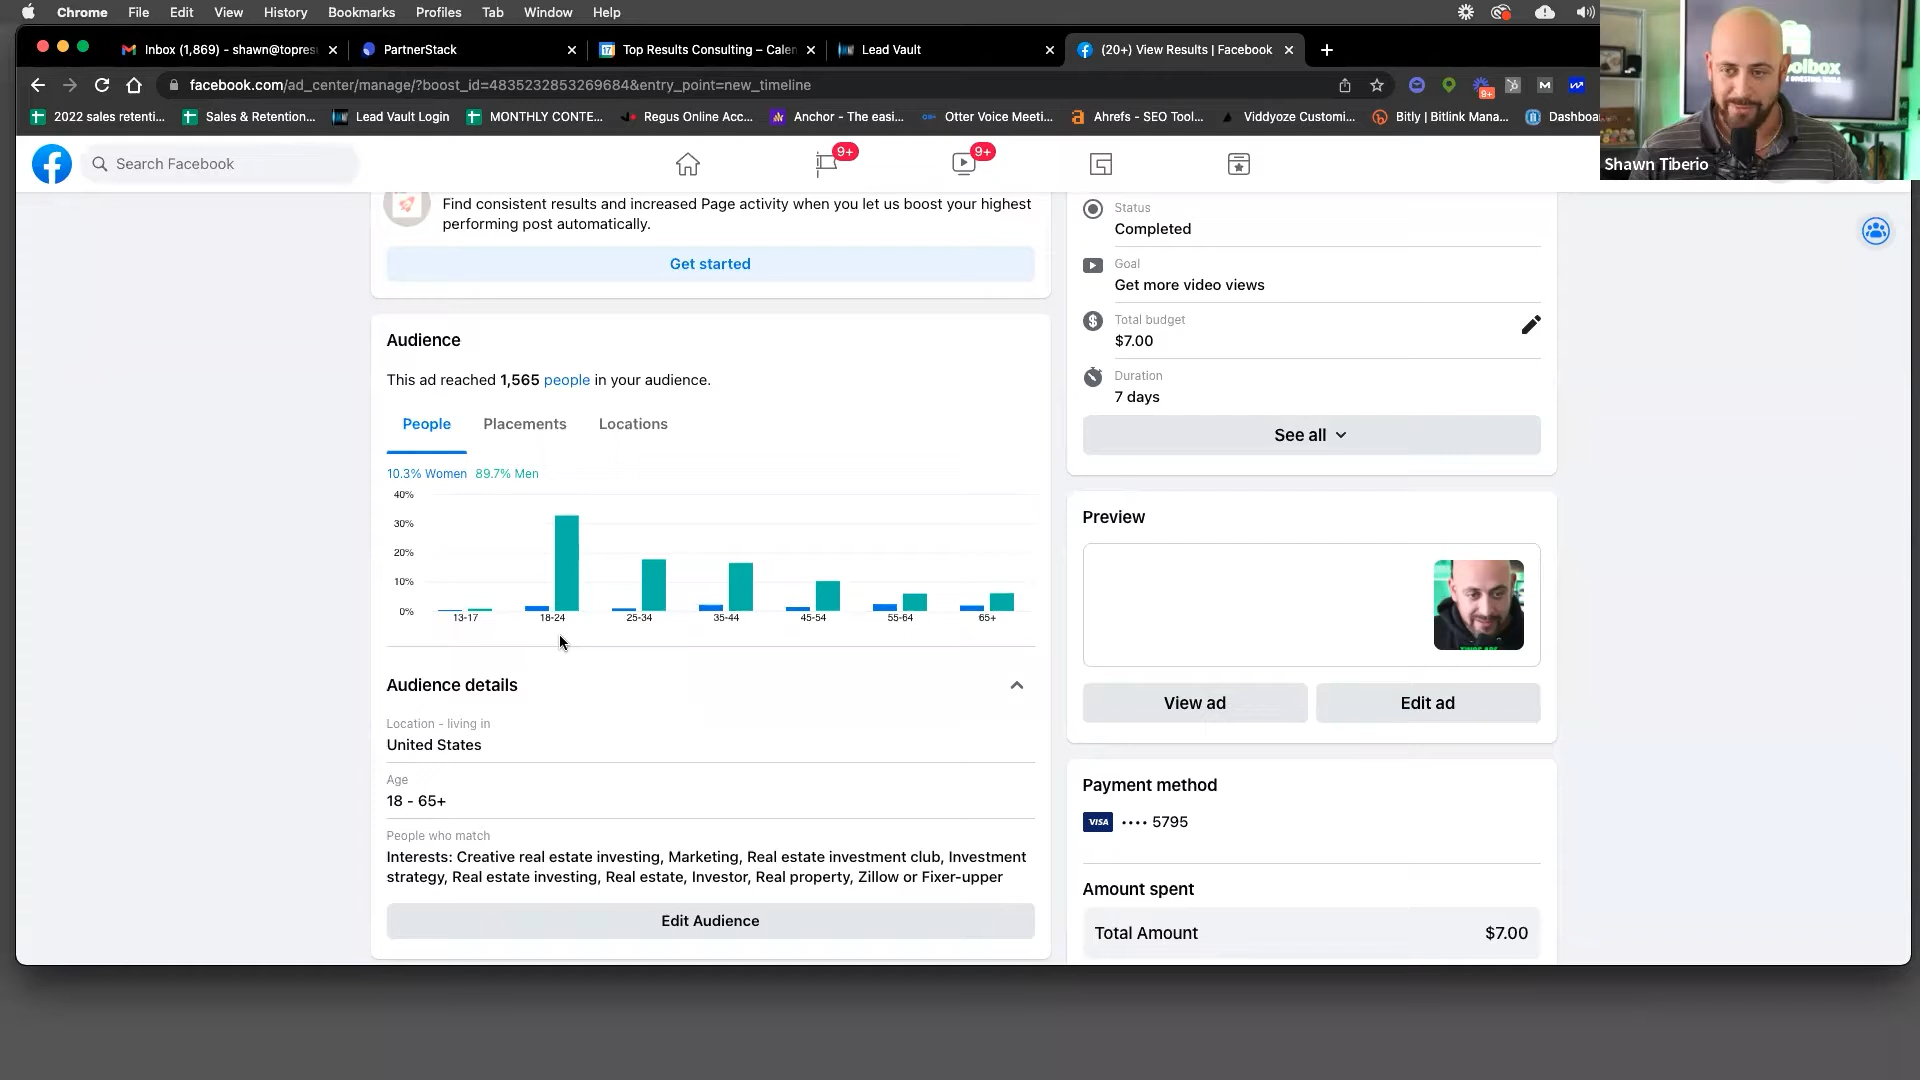 Chrome File Edit View History Bookmarks Profiles Tab Window Help
Inbox (1,869) - shawn@topres
PartnerStack
Top Results Consulting – Calen
Lead Vault
(20+) View Results | Facebook
facebook.com/ad_center/manage/?boost_id=4835232853269684&entry_point=new_timeline
9+
2022 sales retenti...
Sales & Retention...
Lead Vault Login
MONTHLY CONTE...
Regus Online Acc...
Anchor - The easi...
Otter Voice Meeti...
Ahrefs - SEO Tool...
Viddyoze Customi...
Bitly | Bitlink Mana...
Dashboa
olbox
Shawn Tiberio
Search Facebook
9+
9+
Find consistent results and increased Page activity when you let us boost your highest
performing post automatically.
Get started
Audience
This ad reached 1,565 people in your audience.
People Placements Locations
10.3% Women 89.7% Men
40%
30%
20%
10%
0%
13-17 18-24 25-34 35-44 45-54 55-64 65+
Audience details
Location - living in
United States
Age
18 - 65+
People who match
Interests: Creative real estate investing, Marketing, Real estate investment club, Investment
strategy, Real estate investing, Real estate, Investor, Real property, Zillow or Fixer-upper
Edit Audience
Status
Completed
Goal
Get more video views
Total budget
$7.00
Duration
7 days
See all
Preview
View ad
Edit ad
Payment method
VISA •••• 5795
Amount spent
Total Amount $7.00